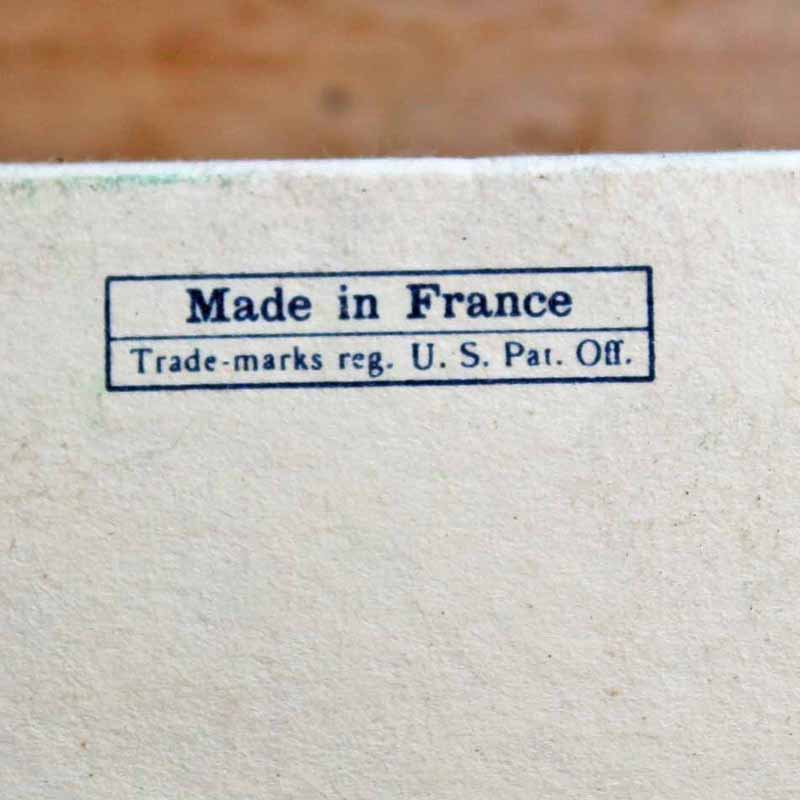 Made in France
Trade-marks reg. U. S. Pat. Off.